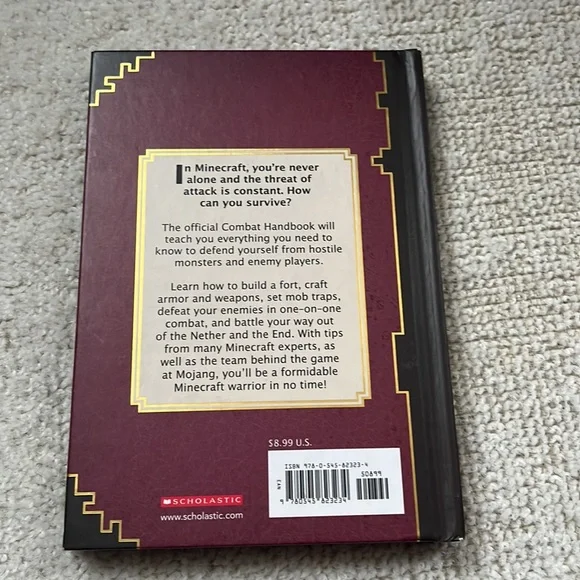 In Minecraft, you're never
alone and the threat of
attack is constant. How
can you survive?
The official Combat Handbook will
teach you everything you need to
know to defend yourself from hostile
monsters and enemy players.
Learn how to build a fort, craft
armor and weapons, set mob traps,
defeat your enemies in one-on-one
combat, and battle your way out
of the Nether and the End. With tips
from many Minecraft experts, as
well as the team behind the game
at Mojang, you'll be a formidable
Minecraft warrior in no time!
$8.99 U.S.
ISBN 978-0-545-82323-4
50899
EAN
9 780545 823234
SCHOLASTIC
www.scholastic.com